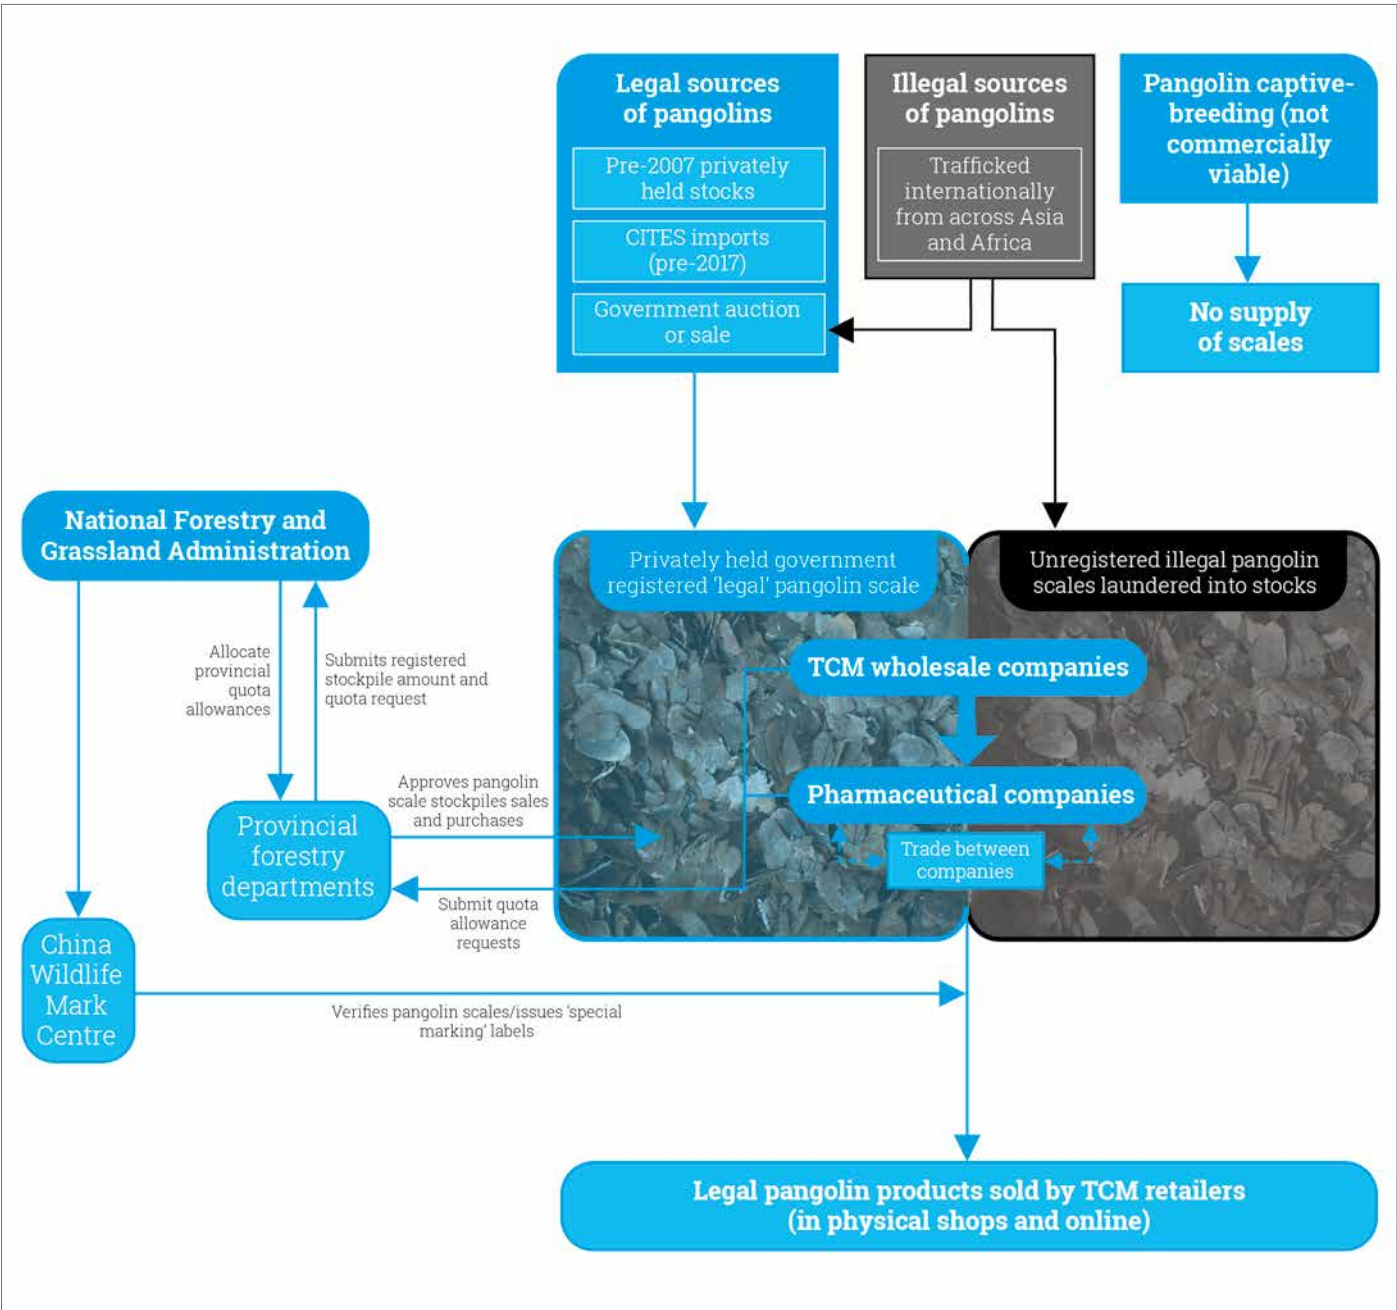 Legal sources
of pangolins
Pre-2007 privately
held stocks
CITES imports
(pre-2017)
Government auction
or sale
Illegal sources
of pangolins
Trafficked
internationally
from across Asia
and Africa
Pangolin captive-
breeding (not
commercially
viable)
No supply
of scales
National Forestry and
Grassland Administration
Allocate
provincial
quota
allowances
Submits registered
stockpile amount and
quota request
Provincial
forestry
departments
Approves pangolin
scale stockpiles sales
and purchases
Submit quota
allowance
requests
China
Wildlife
Mark
Centre
Verifies pangolin scales/issues ‘special
marking’ labels
Privately held government
registered ‘legal‘ pangolin scale
Unregistered illegal pangolin
scales laundered into stocks
TCM wholesale companies
Pharmaceutical companies
Trade between
companies
Legal pangolin products sold by TCM retailers
(in physical shops and online)